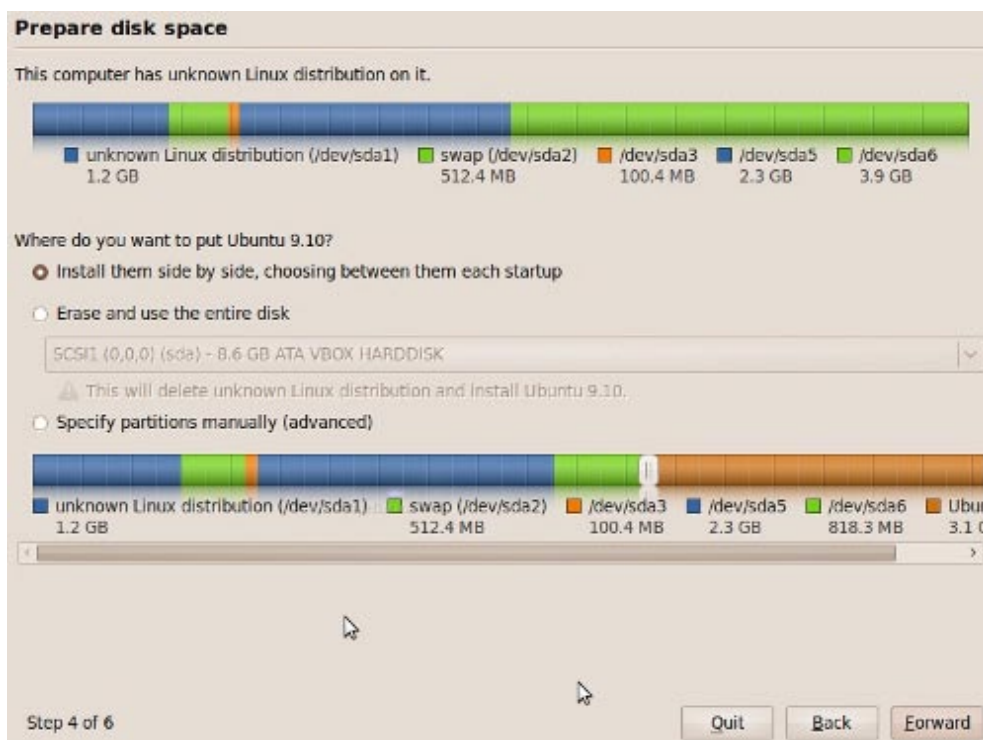 Prepare disk space
This computer has unknown Linux distribution on it.
unknown Linux distribution (/dev/sda1) swap (/dev/sda2) /dev/sda3 /dev/sda5 /dev/sda6
1.2 GB 512.4 MB 100.4 MB 2.3 GB 3.9 GB
Where do you want to put Ubuntu 9.10?
Install them side by side, choosing between them each startup
Erase and use the entire disk
SCSI1 (0,0,0) (sda) - 8.6 GB ATA VBOX HARDDISK
This will delete unknown Linux distribution and install Ubuntu 9.10.
Specify partitions manually (advanced)
unknown Linux distribution (/dev/sda1) swap (/dev/sda2) /dev/sda3 /dev/sda5 /dev/sda6
1.2 GB 512.4 MB 100.4 MB 2.3 GB 818.3 MB 3.1
Step 4 of 6 Quit Back Forward